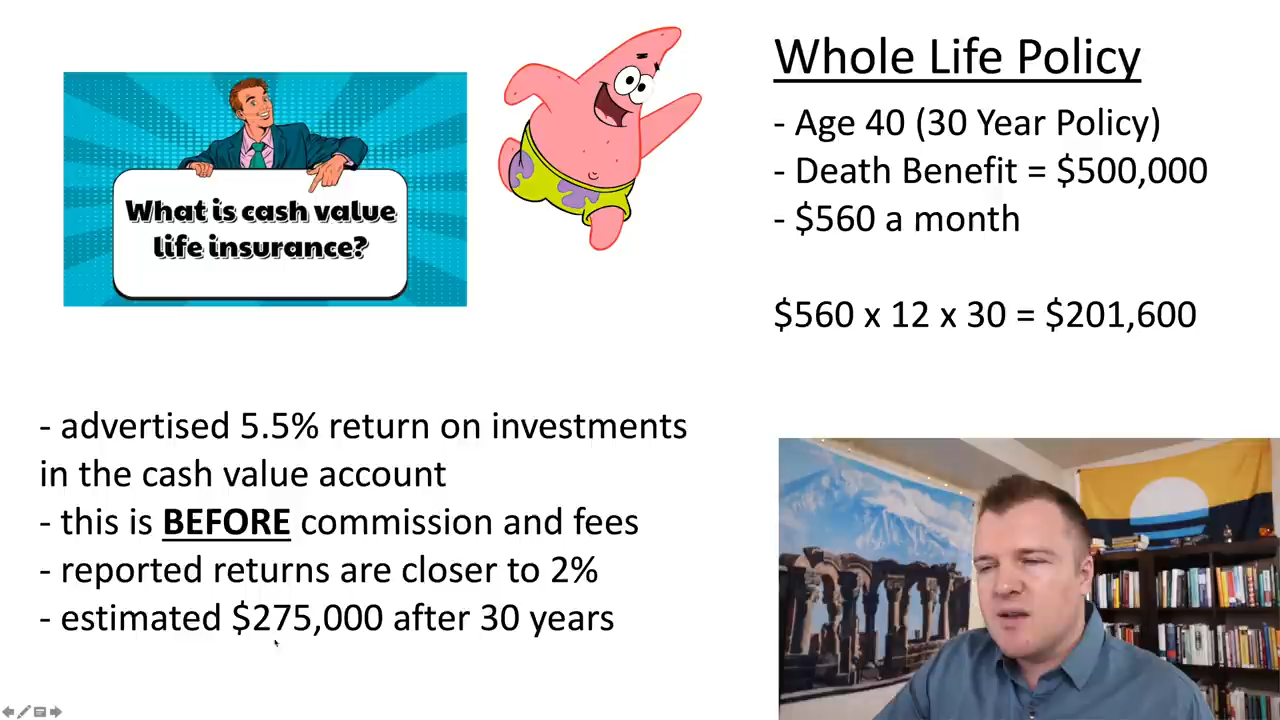 What is cash value
life insurance?
Whole Life Policy
- Age 40 (30 Year Policy)
- Death Benefit = $500,000
- $560 a month
$560 x 12 x 30 = $201,600
- advertised 5.5% return on investments
in the cash value account
- this is BEFORE commission and fees
- reported returns are closer to 2%
- estimated $275,000 after 30 years